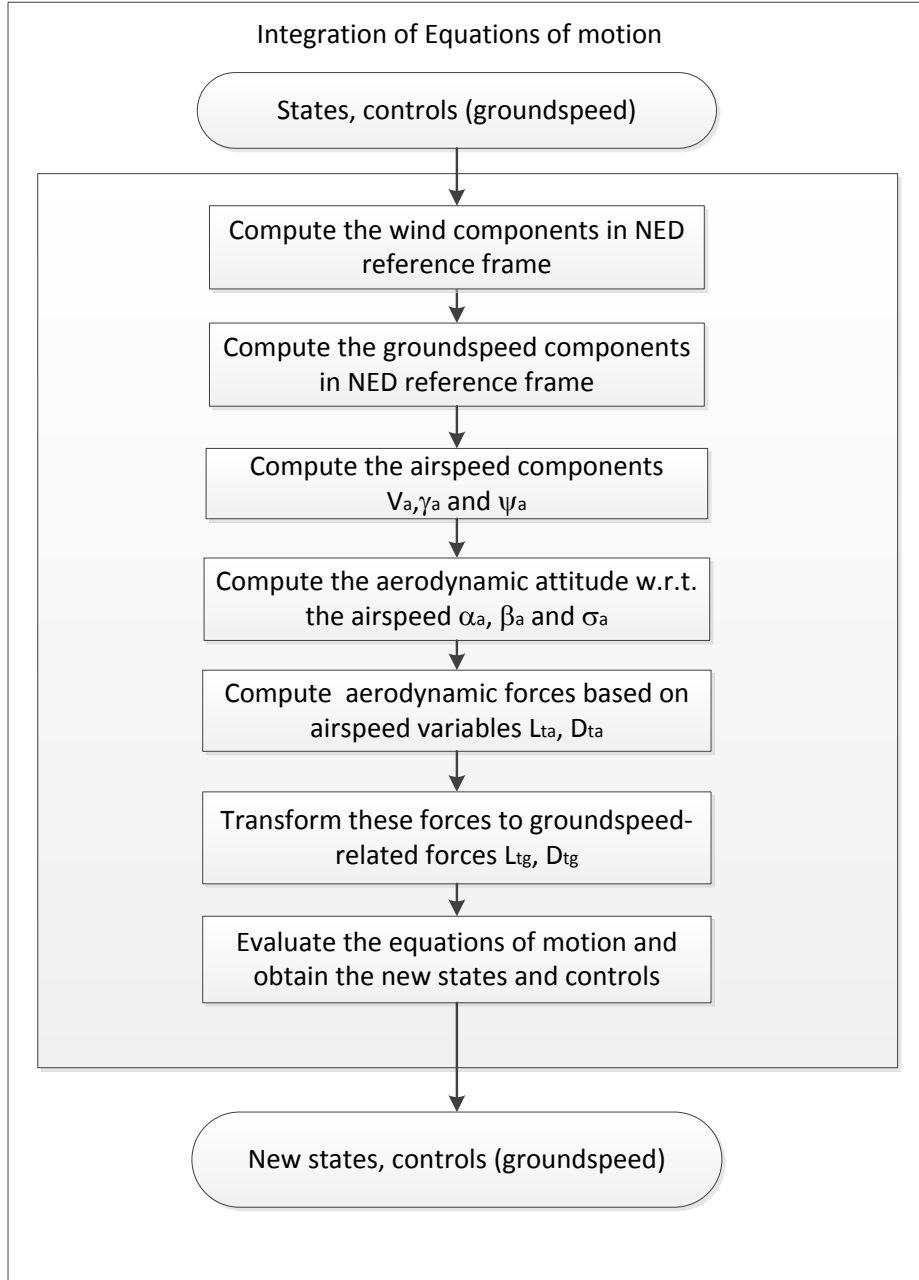 Integration of Equations of motion
States, controls (groundspeed)
Compute the wind components in NED
reference frame
Compute the groundspeed components
in NED reference frame
Compute the airspeed components
Va,γa and ψa
Compute the aerodynamic attitude w.r.t.
the airspeed αa, βa and σa
Compute  aerodynamic forces based on
airspeed variables Lta, Dta
Transform these forces to groundspeed-
related forces Ltg, Dtg
Evaluate the equations of motion and
obtain the new states and controls
New states, controls (groundspeed)